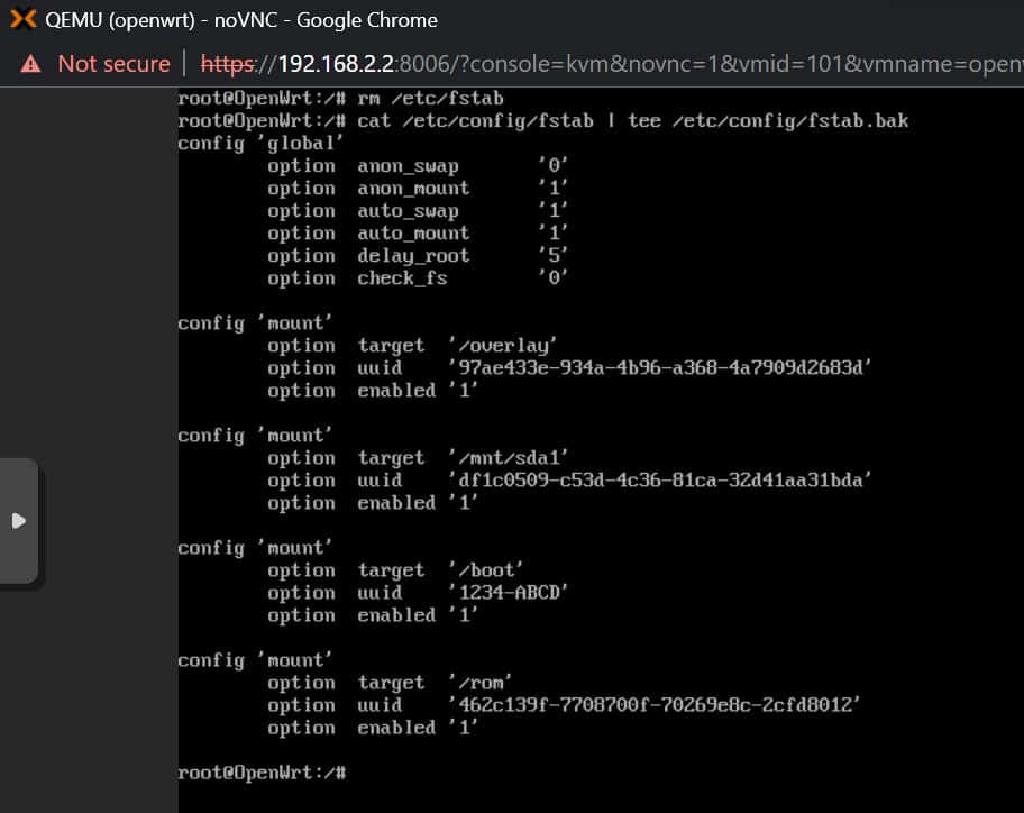 QEMU (openwrt) - noVNC - Google Chrome
Not secure | https://192.168.2.2:8006/?console=kvm&novnc=1&vmid=101&vmname=openw
root@OpenWrt:/# rm /etc/fstab
root@OpenWrt:/# cat /etc/config/fstab | tee /etc/config/fstab.bak
config 'global'
option anon_swap '0'
option anon_mount '1'
option auto_swap '1'
option auto_mount '1'
option delay_root '5'
option check_fs '0'
config 'mount'
option target '/overlay'
option uuid '97ae433e-934a-4b96-a368-4a7909d2683d'
option enabled '1'
config 'mount'
option target '/mnt/sda1'
option uuid 'df1c0509-c53d-4c36-81ca-32d41aa31bda'
option enabled '1'
config 'mount'
option target '/boot'
option uuid '1234-ABCD'
option enabled '1'
config 'mount'
option target '/rom'
option uuid '462c139f-7708700f-70269e8c-2cfd8012'
option enabled '1'
root@OpenWrt:/#